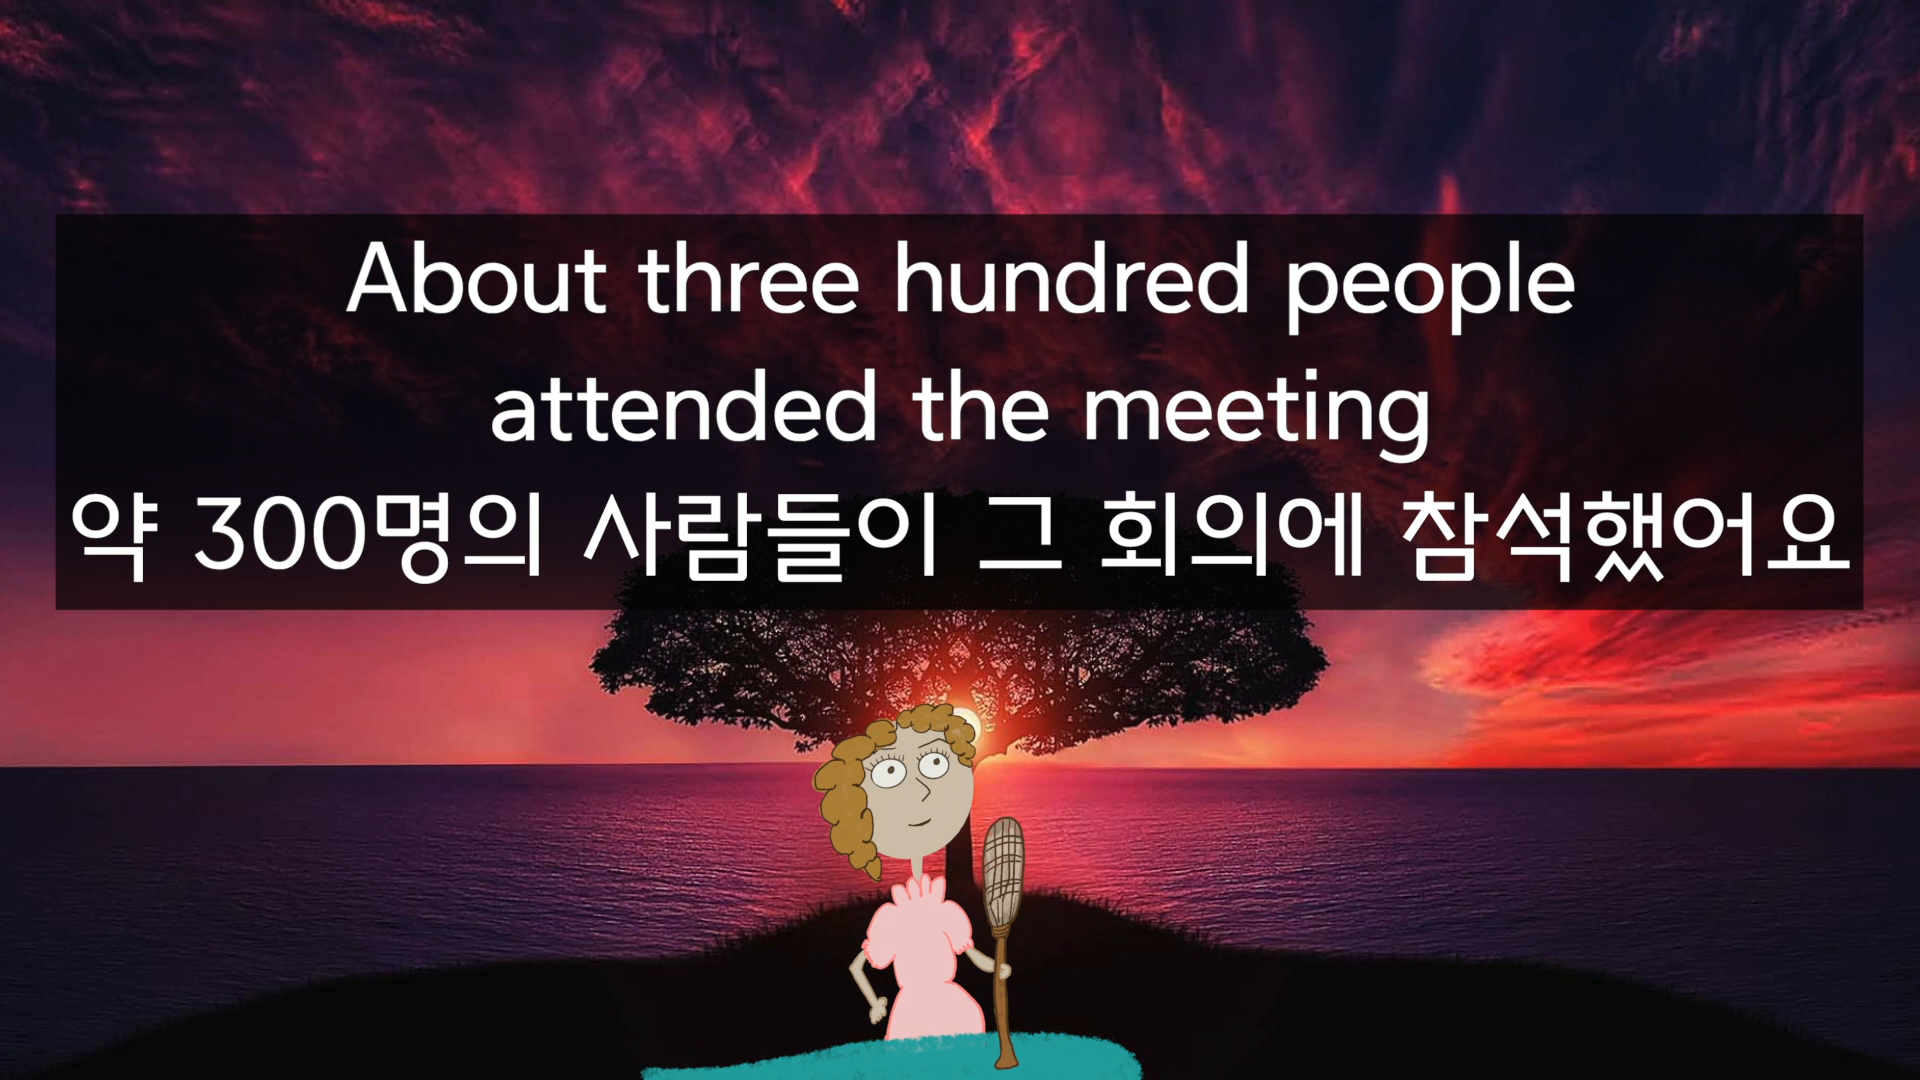 About three hundred people
attended the meeting
약 300명의 사람들이 그 회의에 참석했어요